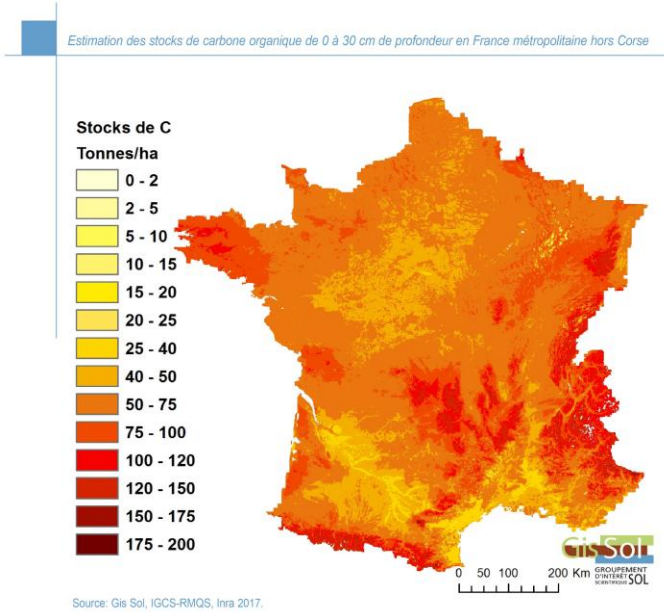 Estimation des stocks de carbone organique de 0 à 30 cm de profondeur en France métropolitaine hors Corse
Stocks de C
Tonnes/ha
0 - 2
2 - 5
5 - 10
10 - 15
15 - 20
20 - 25
25 - 40
40 - 50
50 - 75
75 - 100
100 - 120
120 - 150
150 - 175
175 - 200
Gis Sol
GROUPEMENT
D'INTÉRÊT
SCIENTIFIQUE SOL
0 50 100 200 Km
Source: Gis Sol, IGCS-RMQS, Inra 2017.